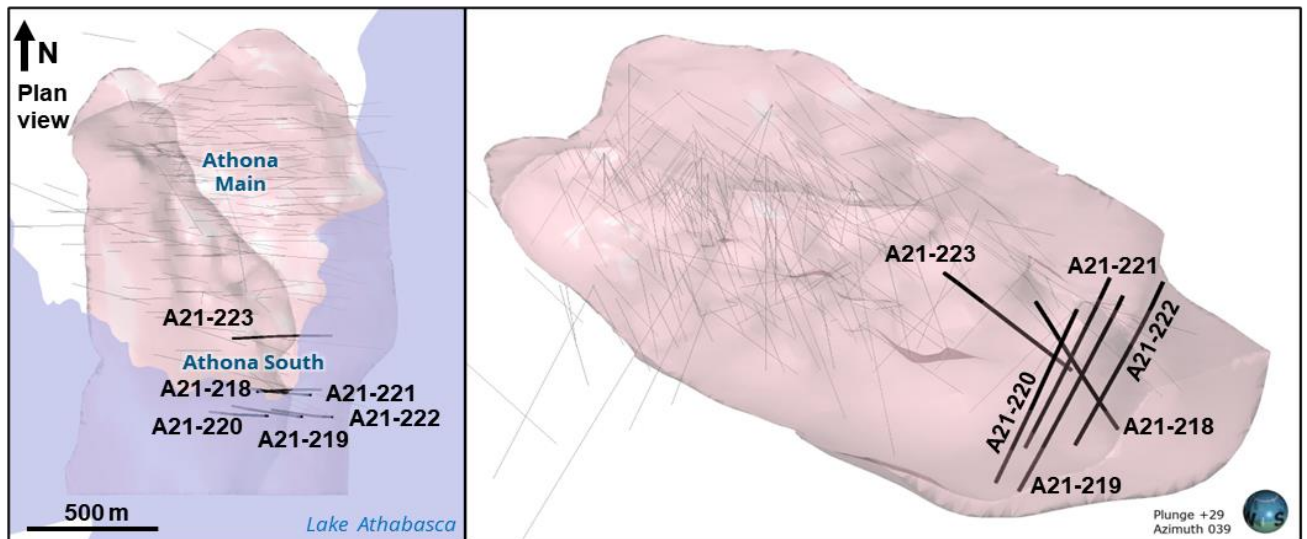 N
Plan
view
Athona
Main
A21-223
Athona South
A21-218
A21-221
A21-220
A21-222
A21-219
500 m
Lake Athabasca
A21-223
A21-221
A21-222
A21-220
A21-218
A21-219
Plunge +29
Azimuth 039